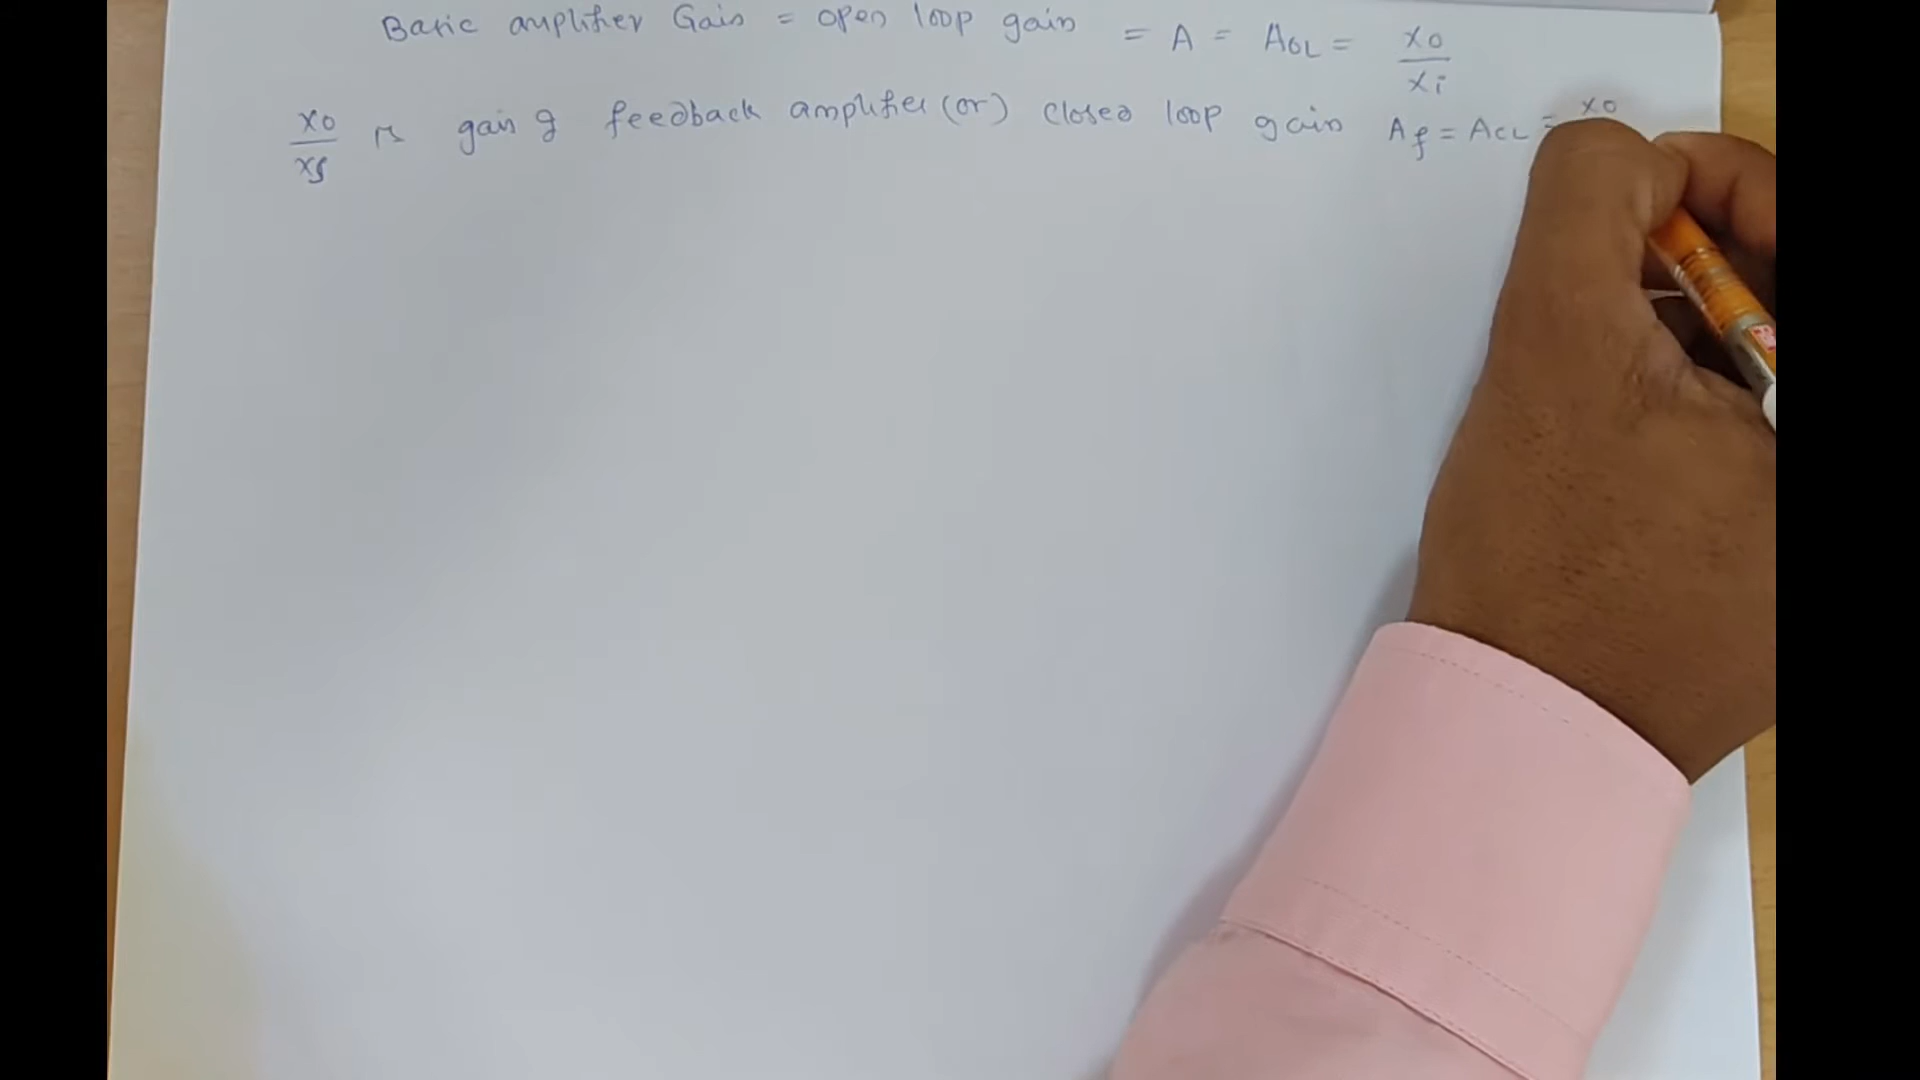 Basic amplifier Gain = open loop gain = A = AOL = xo/xi
xo/xs is gain of feedback amplifier (or) closed loop gain Af = ACL = xo